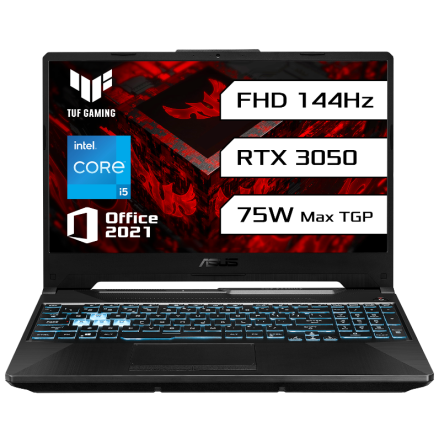 TUF GAMING
FHD 144Hz
intel
CORE
i5
RTX 3050
Office
2021
75W Max TGP
ASUS